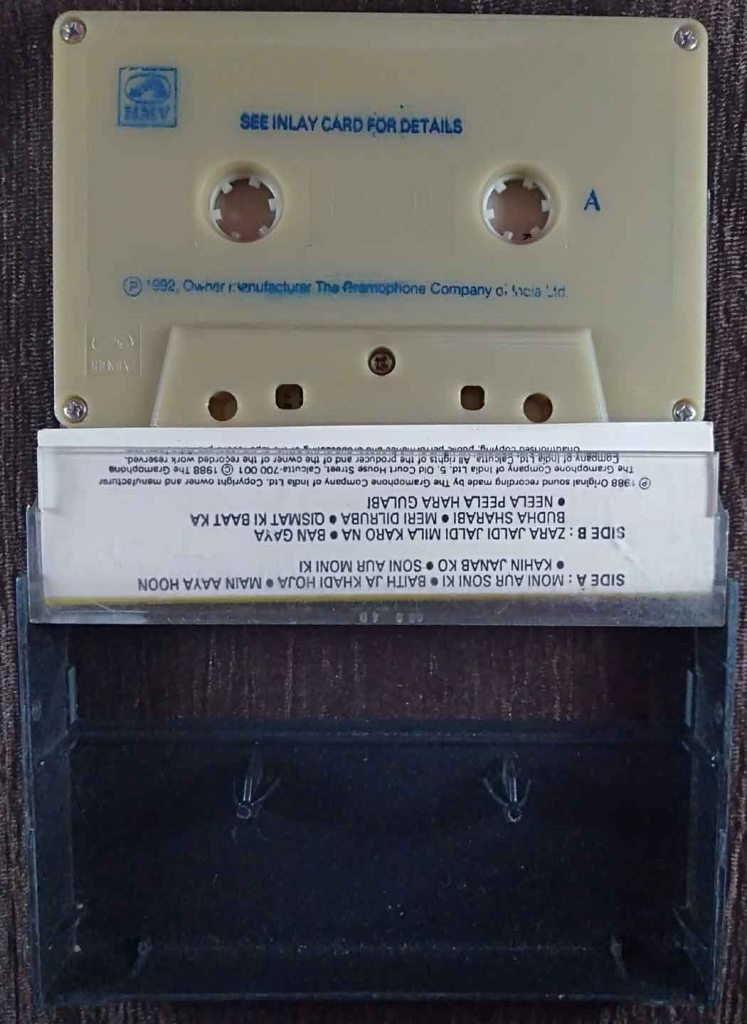 HMV
SEE INLAY CARD FOR DETAILS
A
℗ 1992, Owner manufacturer The Gramophone Company of India Ltd.
SIDE A : MONI AUR SONI KI ● BAITH JA KHADI HOJA ● MAIN AAYA HOON
● KAHIN JANAB KO ● SONI AUR MONI KI
SIDE B : ZARA JALDI JALDI MILA KARO NA ● BAN GAYA
BUDHA SHARABI ● MERI DILRUBA ● QISMAT KI BAAT KA
● NEELA PEELA HARA GULABI
℗ 1988 Original sound recording made by The Gramophone Company of India Ltd. Copyright owner and manufacturer
The Gramophone Company of India Ltd. 5, Old Court House Street, Calcutta-700 001 © 1988 The Gramophone
Company of India Ltd. Calcutta. All rights of the producer and of the owner of the recorded work reserved.
Unauthorised copying, public performance